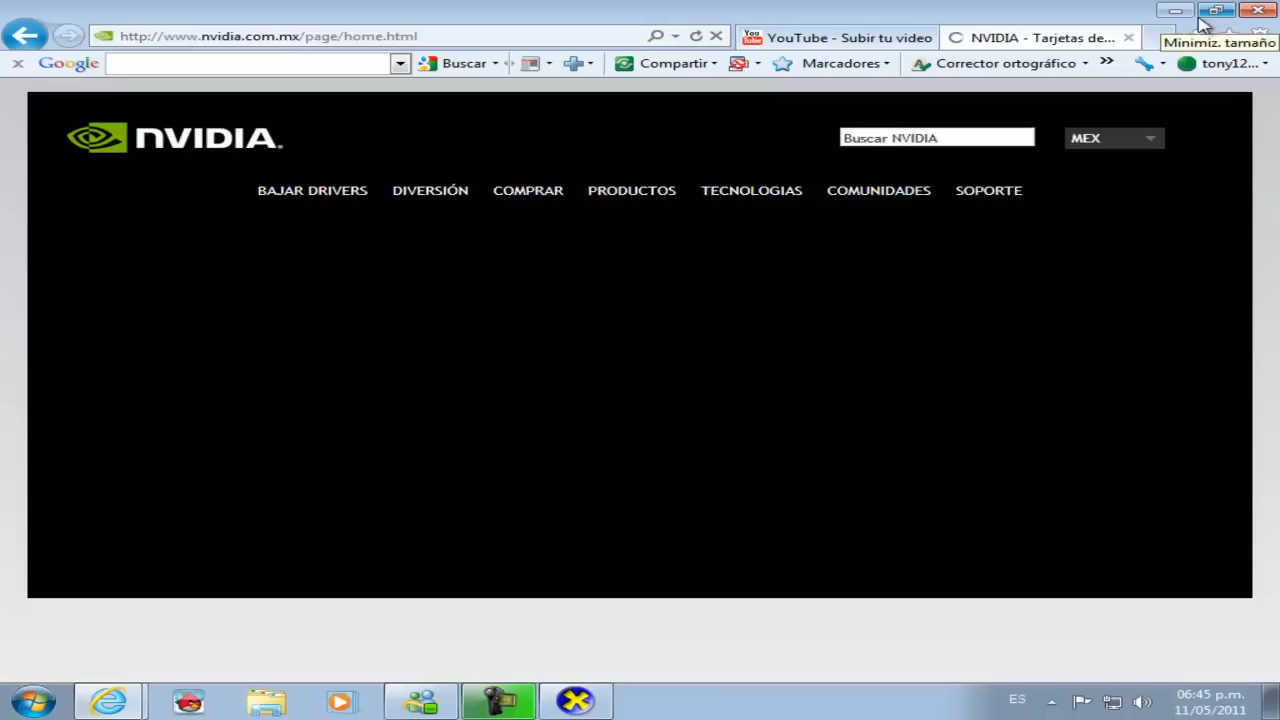 http://www.nvidia.com.mx/page/home.html
YouTube - Subir tu video
NVIDIA - Tarjetas de...
Minimiz. tamaño
Google
Buscar
Compartir
Marcadores
Corrector ortográfico
tony12...
NVIDIA.
Buscar NVIDIA
MEX
BAJAR DRIVERS DIVERSIÓN COMPRAR PRODUCTOS TECNOLOGIAS COMUNIDADES SOPORTE
ES
06:45 p.m.
11/05/2011